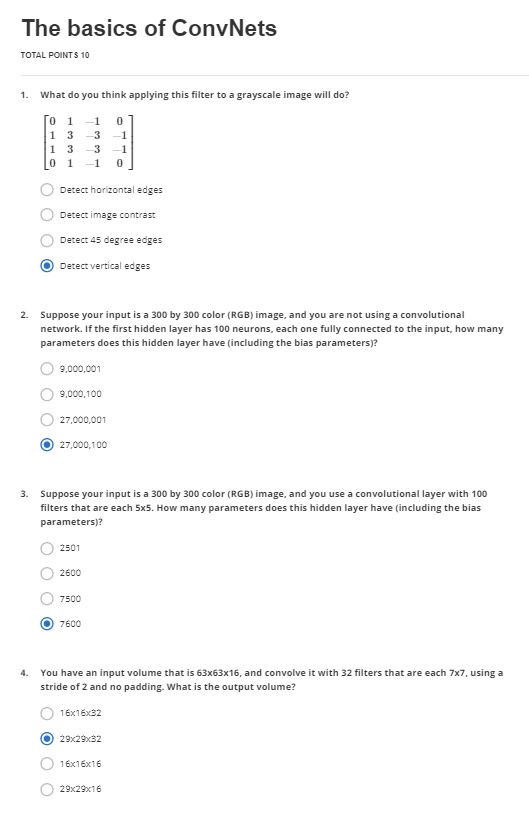 The basics of ConvNets
TOTAL POINTS 10
1. What do you think applying this filter to a grayscale image will do?
0 1 −1 0
1 3 −3 −1
1 3 −3 −1
0 1 −1 0
Detect horizontal edges
Detect image contrast
Detect 45 degree edges
Detect vertical edges
2. Suppose your input is a 300 by 300 color (RGB) image, and you are not using a convolutional
network. If the first hidden layer has 100 neurons, each one fully connected to the input, how many
parameters does this hidden layer have (including the bias parameters)?
9,000,001
9,000,100
27,000,001
27,000,100
3. Suppose your input is a 300 by 300 color (RGB) image, and you use a convolutional layer with 100
filters that are each 5x5. How many parameters does this hidden layer have (including the bias
parameters)?
2501
2600
7500
7600
4. You have an input volume that is 63x63x16, and convolve it with 32 filters that are each 7x7, using a
stride of 2 and no padding. What is the output volume?
16x16x32
29x29x32
16x16x16
29x29x16